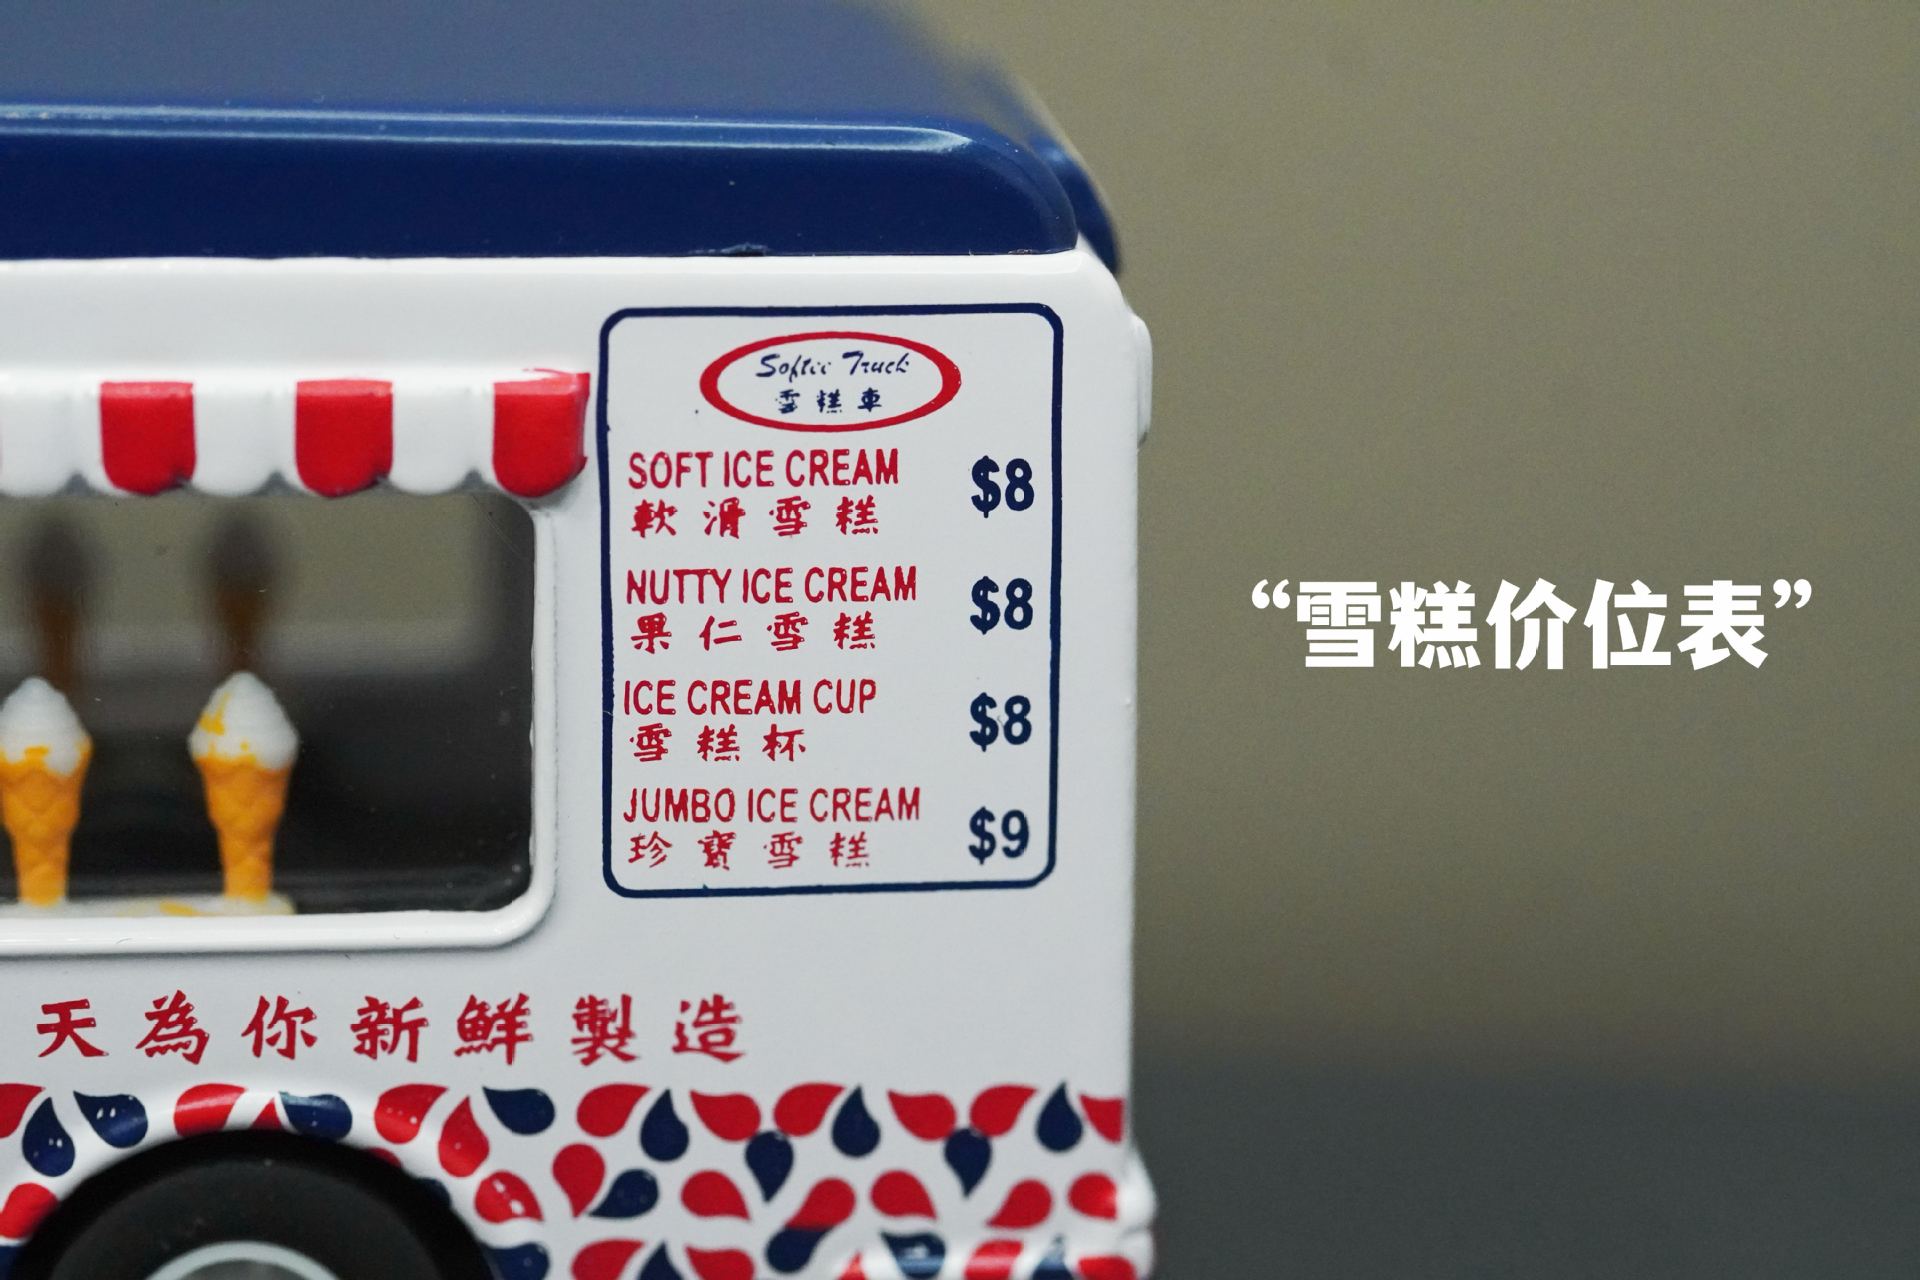 Softee Truck
雪糕車
SOFT ICE CREAM $8
軟滑雪糕
NUTTY ICE CREAM $8
果仁雪糕
ICE CREAM CUP $8
雪糕杯
JUMBO ICE CREAM $9
珍寶雪糕
“雪糕价位表”
天為你新鮮製造